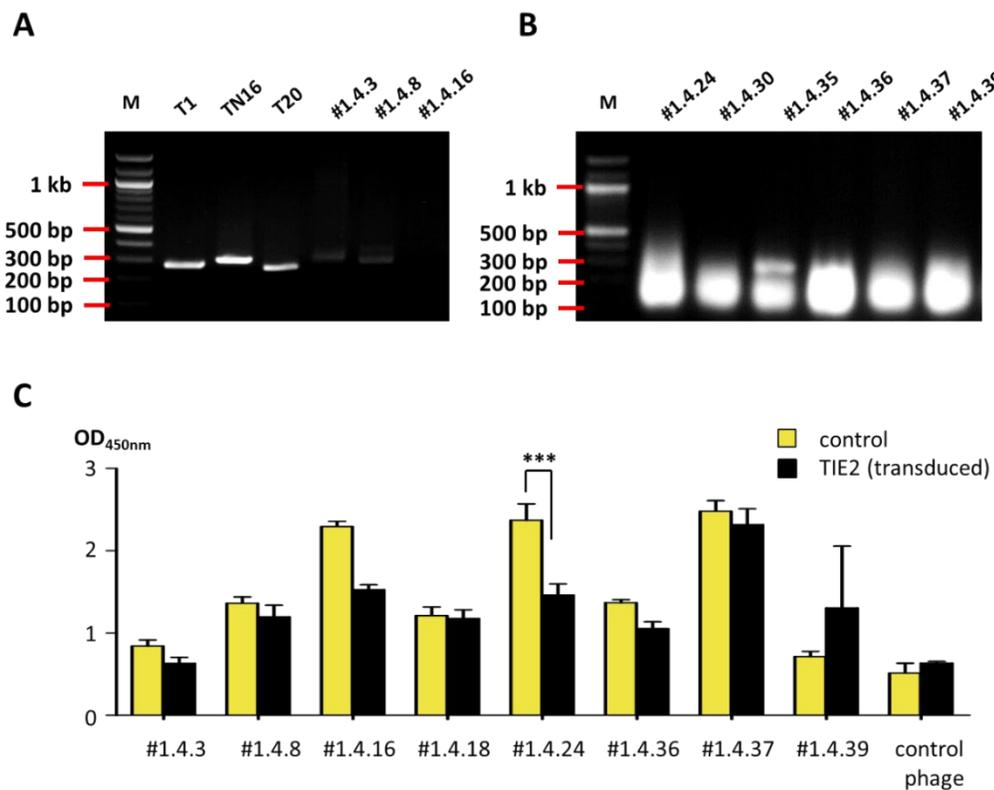 A
M T1 TN16 T20 #1.4.3 #1.4.8 #1.4.16
1 kb
500 bp
300 bp
200 bp
100 bp
B
M #1.4.24 #1.4.30 #1.4.35 #1.4.36 #1.4.37
1 kb
500 bp
300 bp
200 bp
100 bp
C
OD450nm
control
TIE2 (transduced)
***
3
2
1
0
#1.4.3 #1.4.8 #1.4.16 #1.4.18 #1.4.24 #1.4.36 #1.4.37 #1.4.39 control
phage